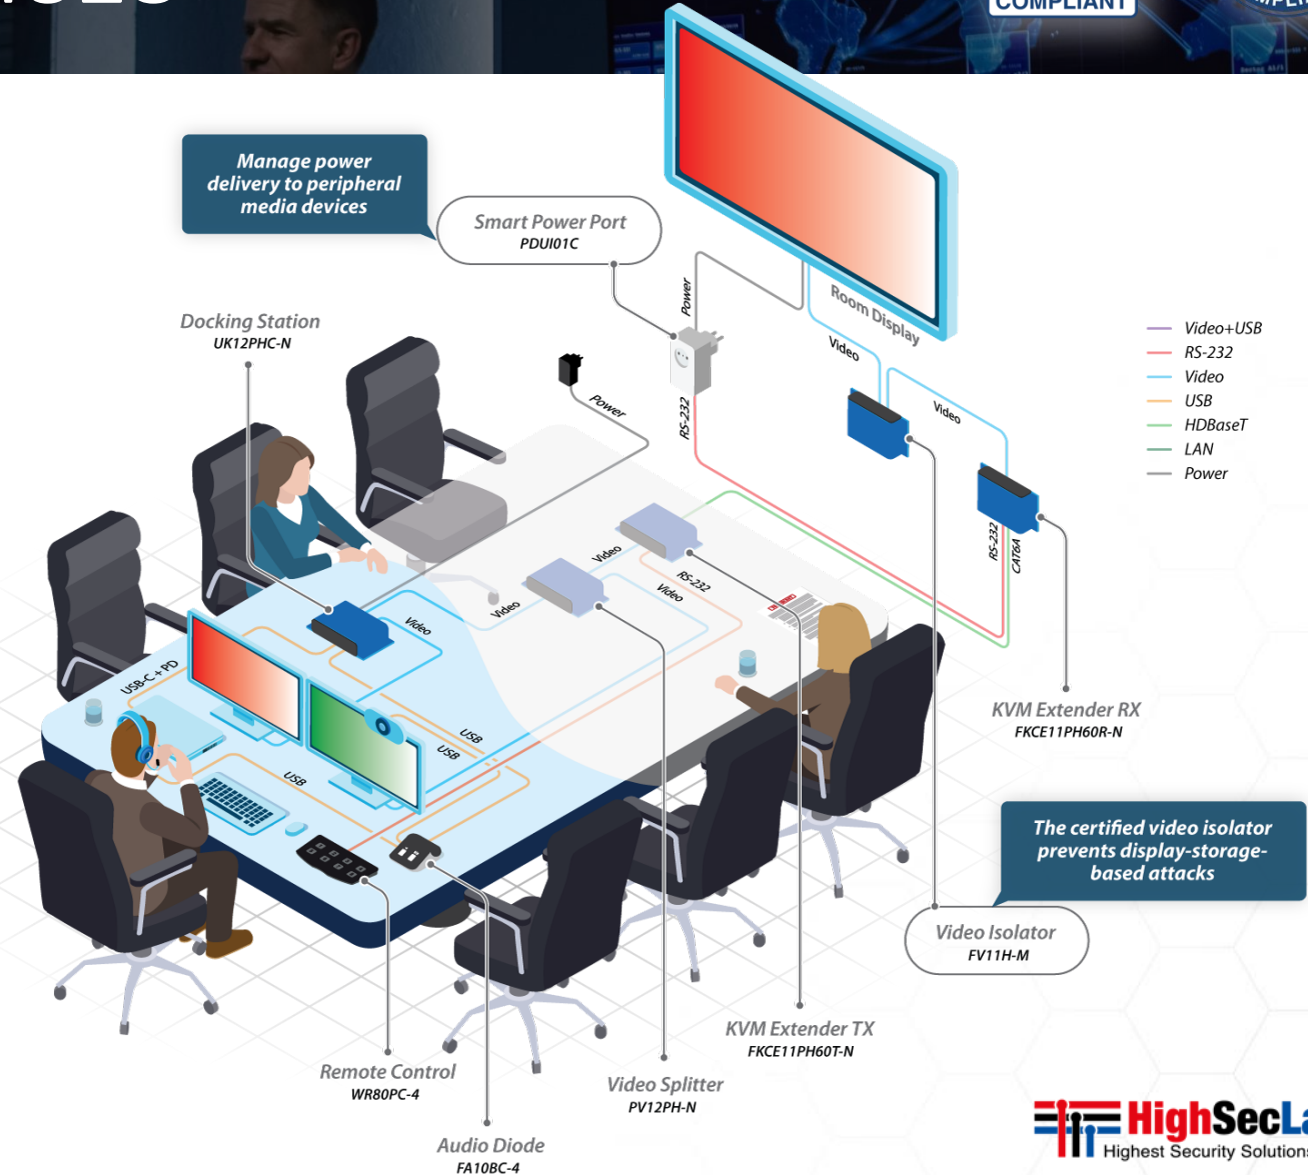 COMPLIANT
Manage power
delivery to peripheral
media devices
Smart Power Port
PDUI01C
Power
Room Display
Docking Station
UK12PHC-N
Video
Video
Video+USB
RS-232
Video
USB
HDBaseT
LAN
Power
Power
RS-232
RS-232
CAT6A
Video
RS-232
Video
Video
Video
USB-C + PD
USB
USB
USB
KVM Extender RX
FKCE11PH60R-N
The certified video isolator
prevents display-storage-
based attacks
Video Isolator
FV11H-M
KVM Extender TX
FKCE11PH60T-N
Remote Control
WR80PC-4
Video Splitter
PV12PH-N
Audio Diode
FA10BC-4
HighSecLa
Highest Security Solutions